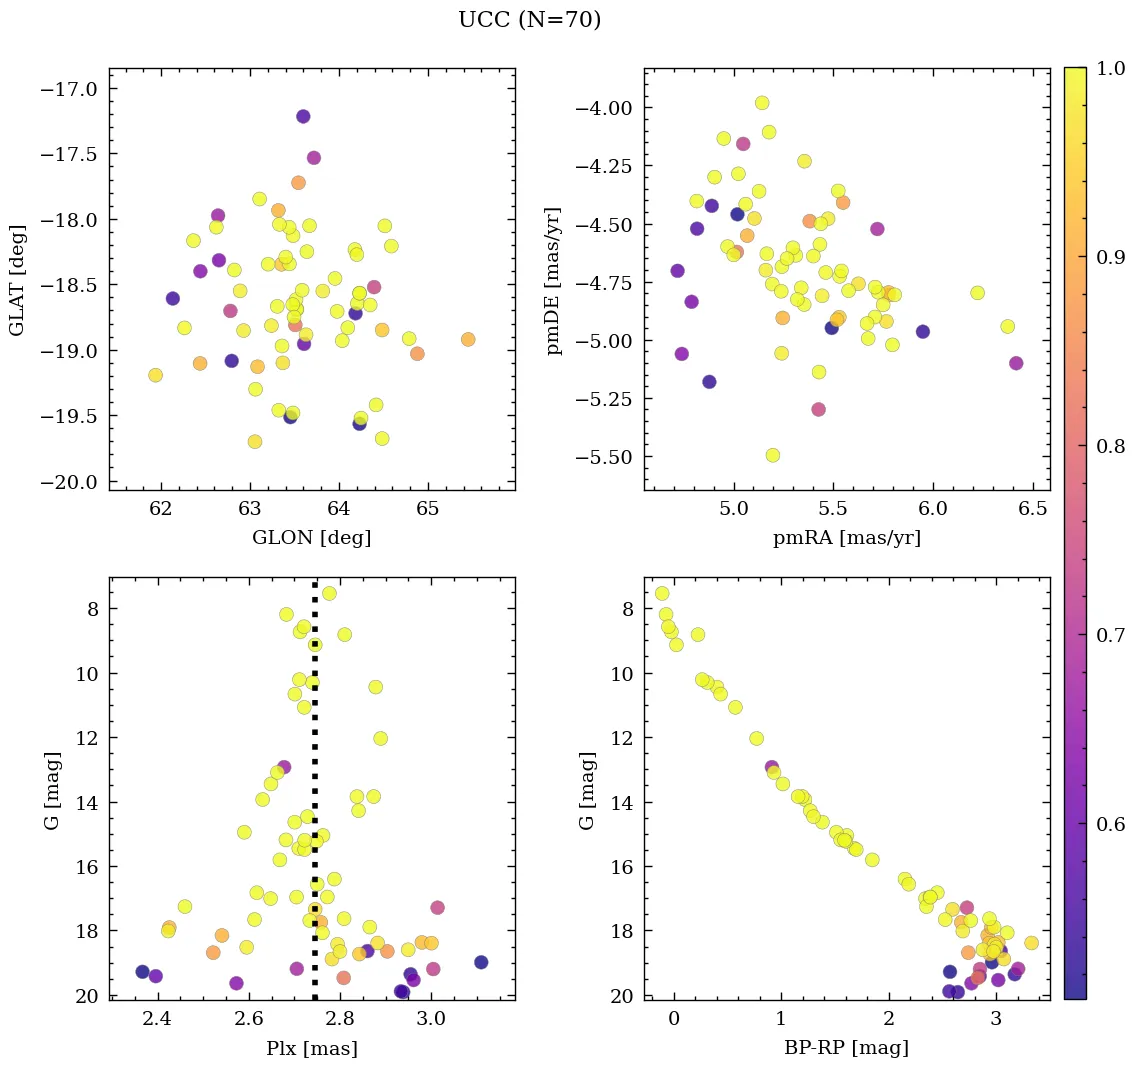 UCC (N=70)
−17.0
−17.5
−18.0
−18.5
−19.0
−19.5
−20.0
GLAT [deg]
62 63 64 65
GLON [deg]
−4.00
−4.25
−4.50
−4.75
−5.00
−5.25
−5.50
pmDE [mas/yr]
5.0 5.5 6.0 6.5
pmRA [mas/yr]
1.0
0.9
0.8
0.7
0.6
8
10
12
14
16
18
20
G [mag]
2.4 2.6 2.8 3.0
Plx [mas]
8
10
12
14
16
18
20
G [mag]
0 1 2 3
BP-RP [mag]